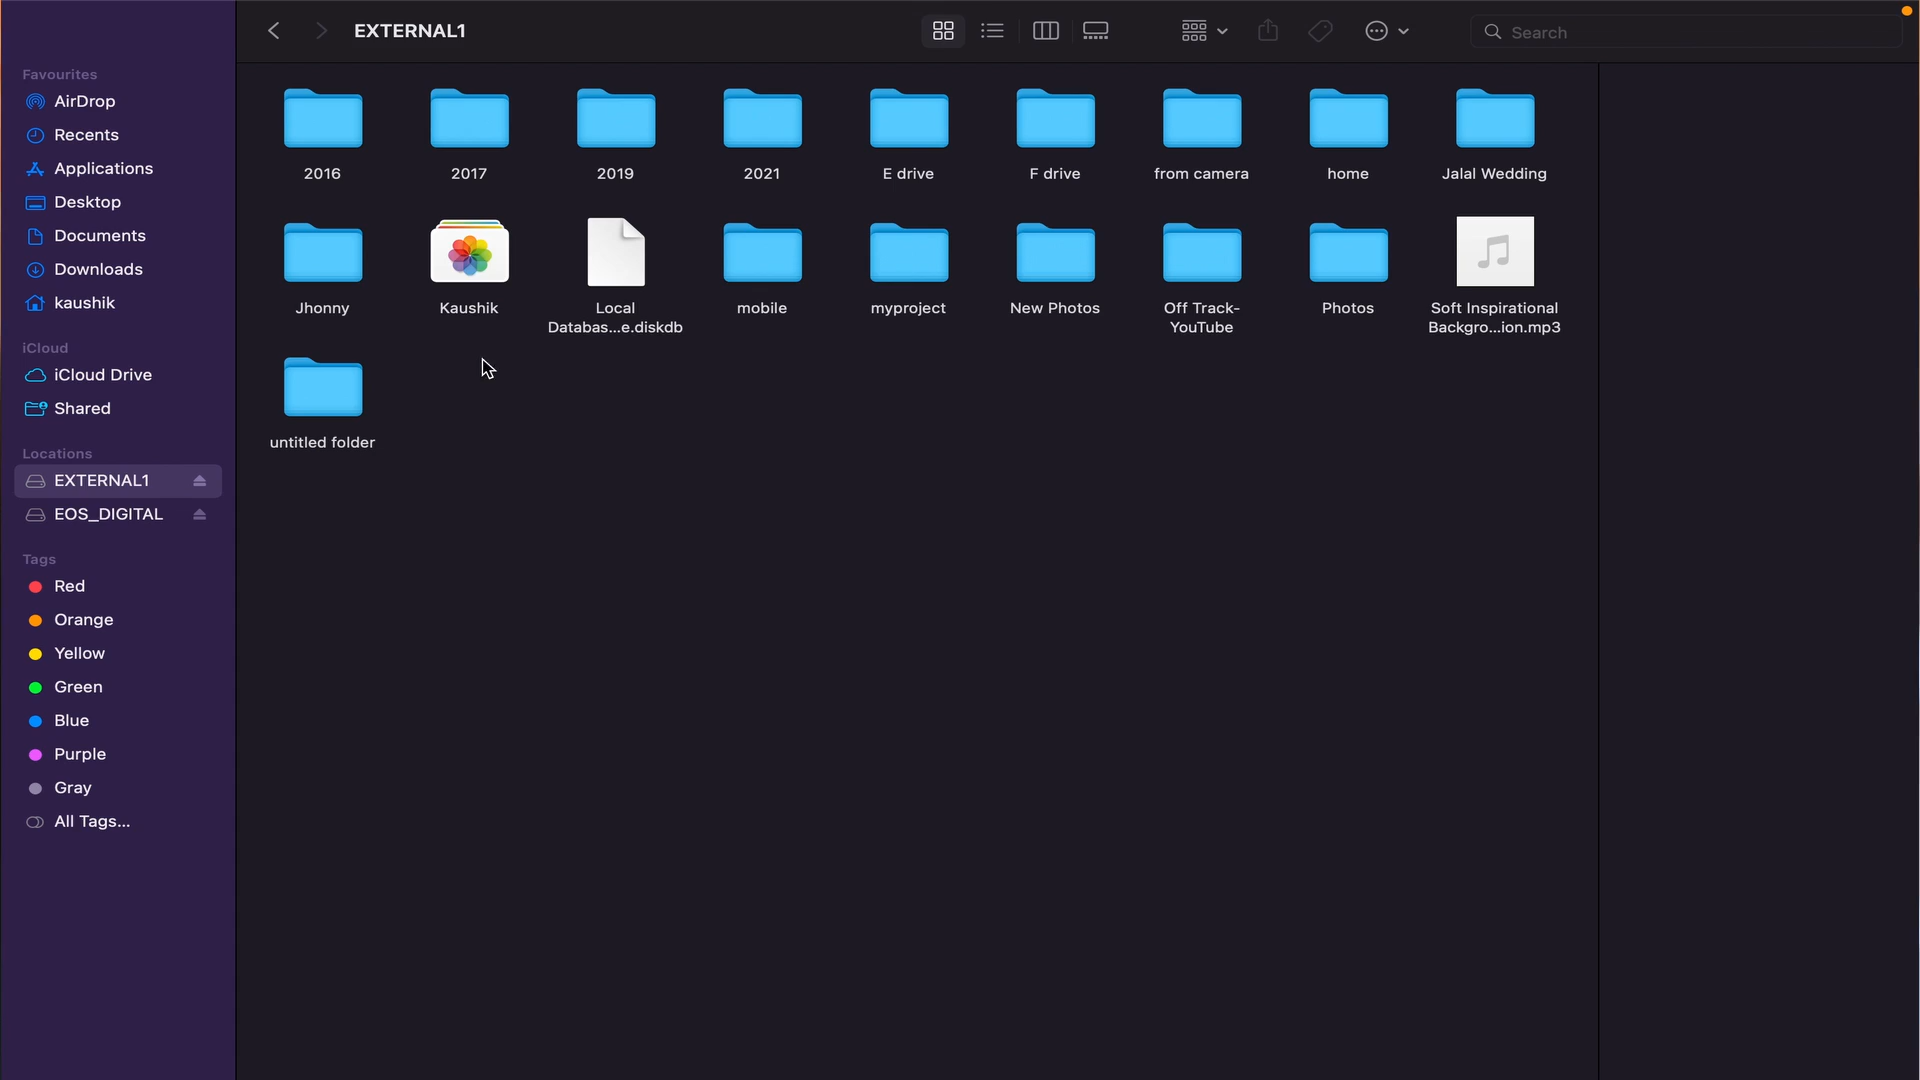 EXTERNAL1
Search
Favourites
AirDrop
Recents
Applications
Desktop
Documents
Downloads
kaushik
iCloud
iCloud Drive
Shared
Locations
EXTERNAL1
EOS_DIGITAL
Tags
Red
Orange
Yellow
Green
Blue
Purple
Gray
All Tags...
2016
2017
2019
2021
E drive
F drive
from camera
home
Jalal Wedding
Jhonny
Kaushik
Local
Databas...e.diskdb
mobile
myproject
New Photos
Off Track-
YouTube
Photos
Soft Inspirational
Backgro...ion.mp3
untitled folder